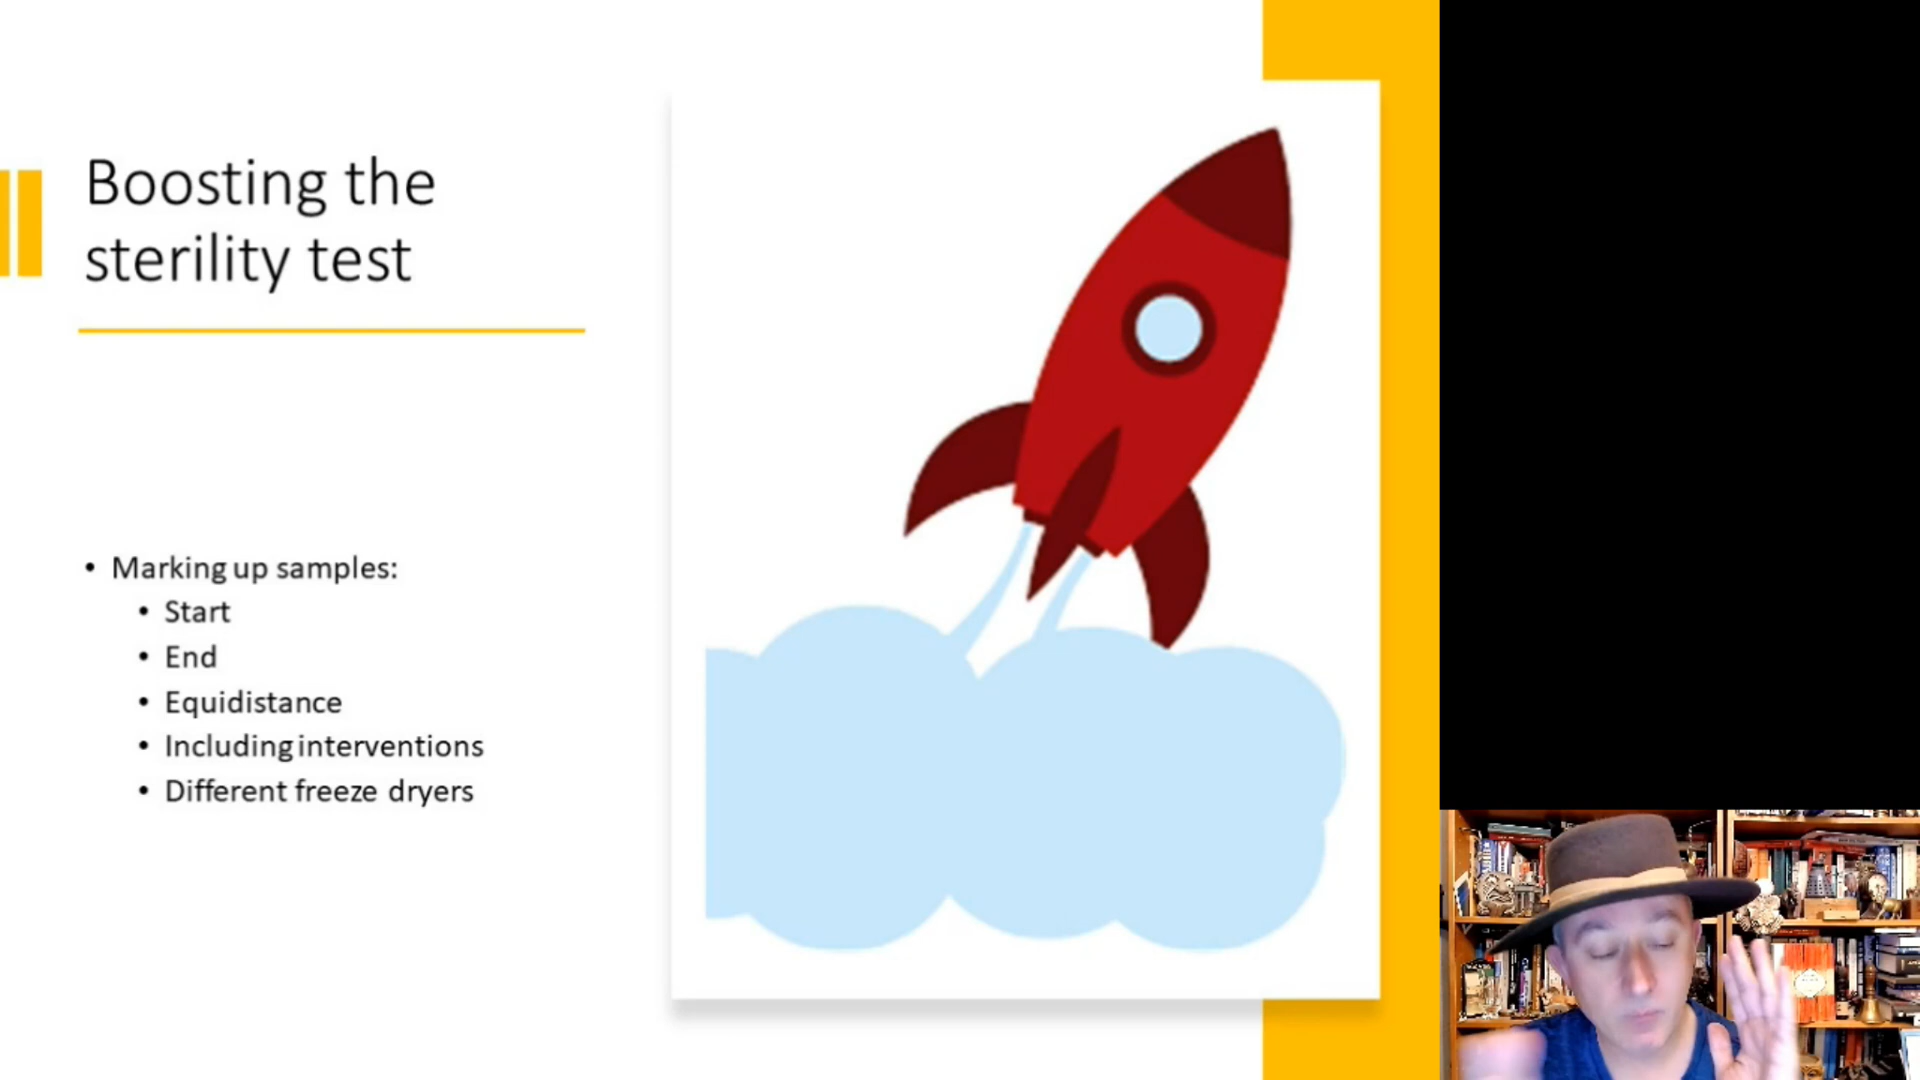 Boosting the
sterility test
• Marking up samples:
• Start
• End
• Equidistance
• Including interventions
• Different freeze dryers